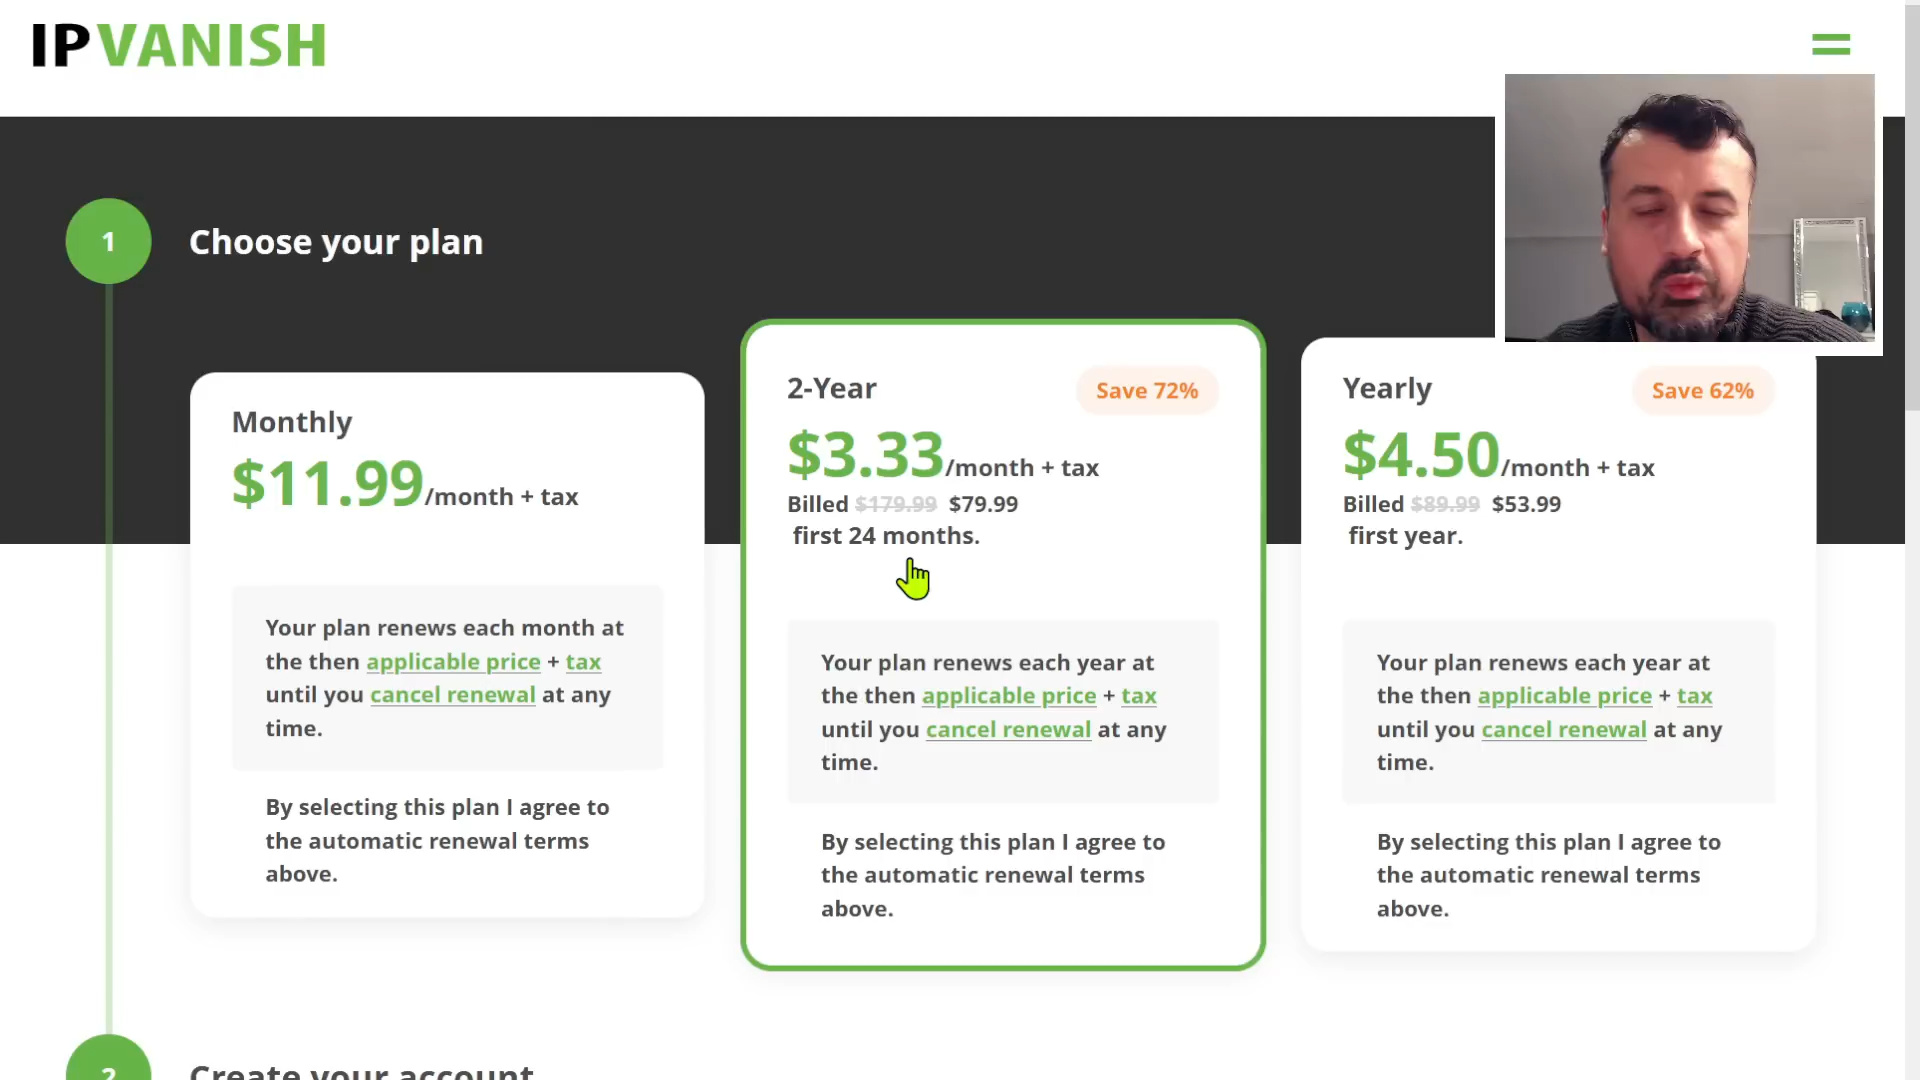 IPVANISH
1
Choose your plan
Monthly
$11.99/month + tax
Your plan renews each month at
the then applicable price + tax
until you cancel renewal at any
time.
By selecting this plan I agree to
the automatic renewal terms
above.
2-Year
Save 72%
$3.33/month + tax
Billed $179.99 $79.99
first 24 months.
Your plan renews each year at
the then applicable price + tax
until you cancel renewal at any
time.
By selecting this plan I agree to
the automatic renewal terms
above.
Yearly
Save 62%
$4.50/month + tax
Billed $89.99 $53.99
first year.
Your plan renews each year at
the then applicable price + tax
until you cancel renewal at any
time.
By selecting this plan I agree to
the automatic renewal terms
above.
2
Create your account